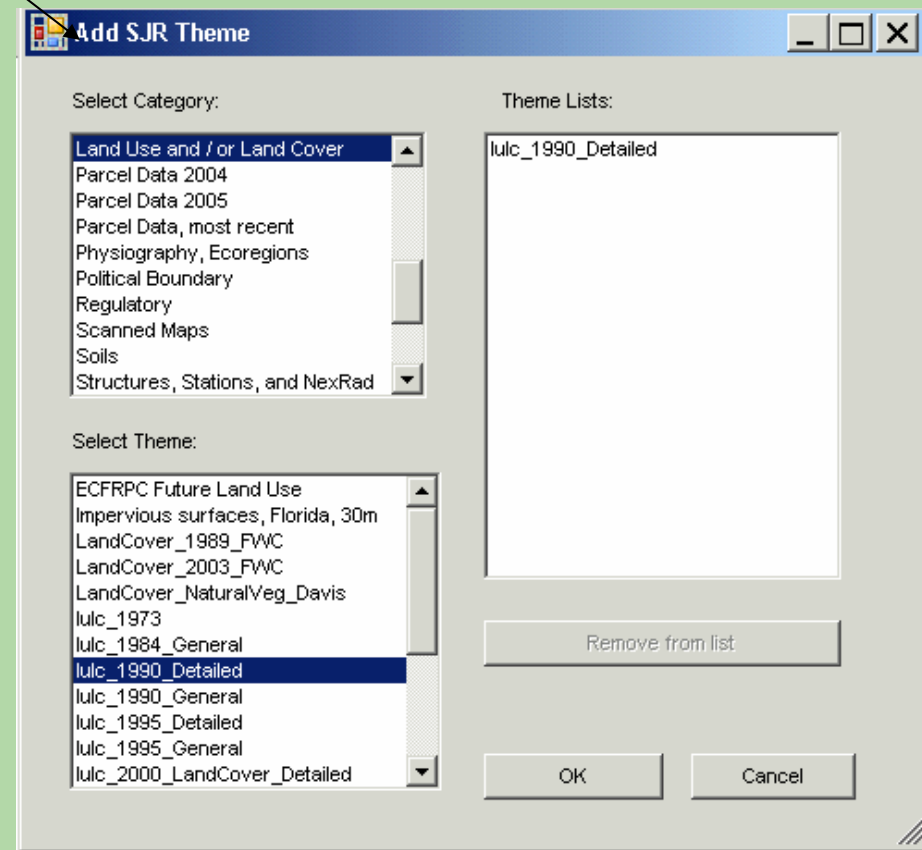 Add SJR Theme
Select Category:
Land Use and / or Land Cover
Parcel Data 2004
Parcel Data 2005
Parcel Data, most recent
Physiography, Ecoregions
Political Boundary
Regulatory
Scanned Maps
Soils
Structures, Stations, and NexRad
Select Theme:
ECFRPC Future Land Use
Impervious surfaces, Florida, 30m
LandCover_1989_FWC
LandCover_2003_FWC
LandCover_NaturalVeg_Davis
lulc_1973
lulc_1984_General
lulc_1990_Detailed
lulc_1990_General
lulc_1995_Detailed
lulc_1995_General
lulc_2000_LandCover_Detailed
Theme Lists:
lulc_1990_Detailed
Remove from list
OK
Cancel